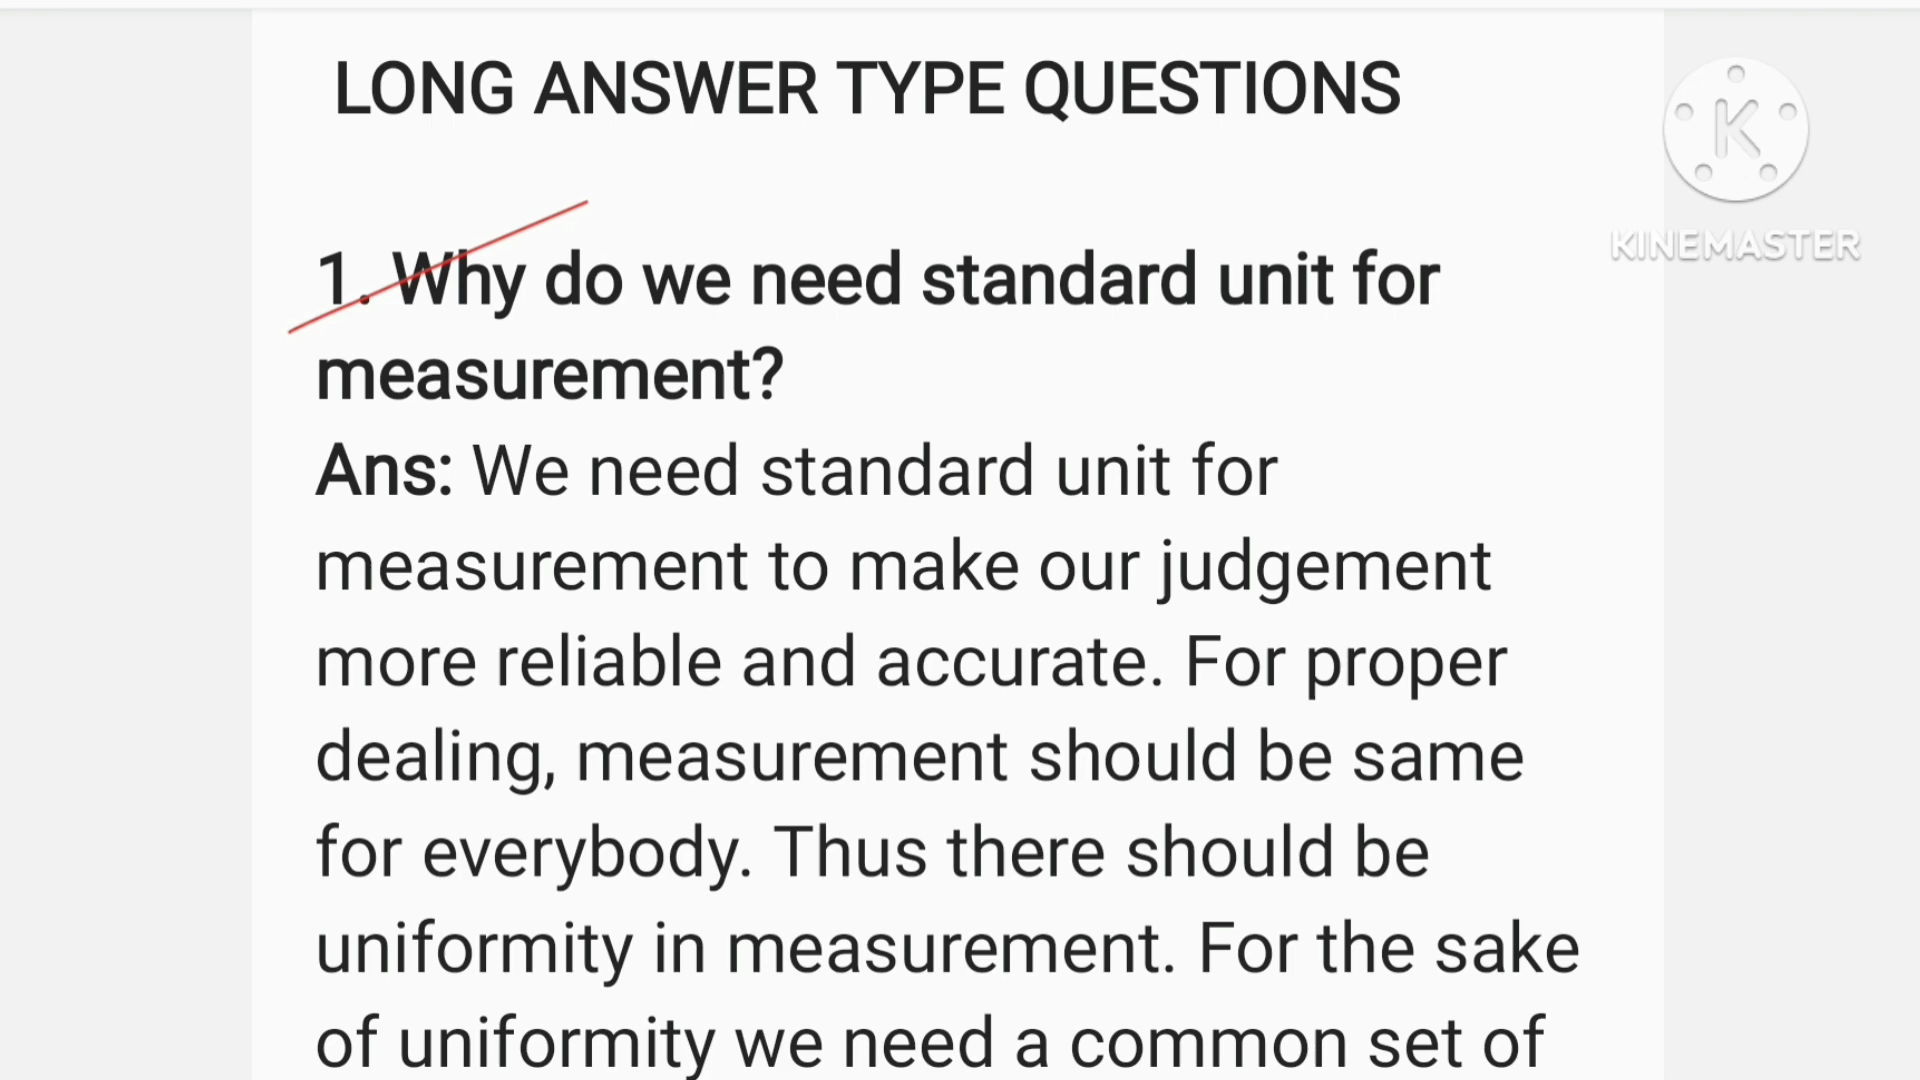 LONG ANSWER TYPE QUESTIONS
K
KINEMASTER
1. Why do we need standard unit for
measurement?
Ans: We need standard unit for
measurement to make our judgement
more reliable and accurate. For proper
dealing, measurement should be same
for everybody. Thus there should be
uniformity in measurement. For the sake
of uniformity we need a common set of